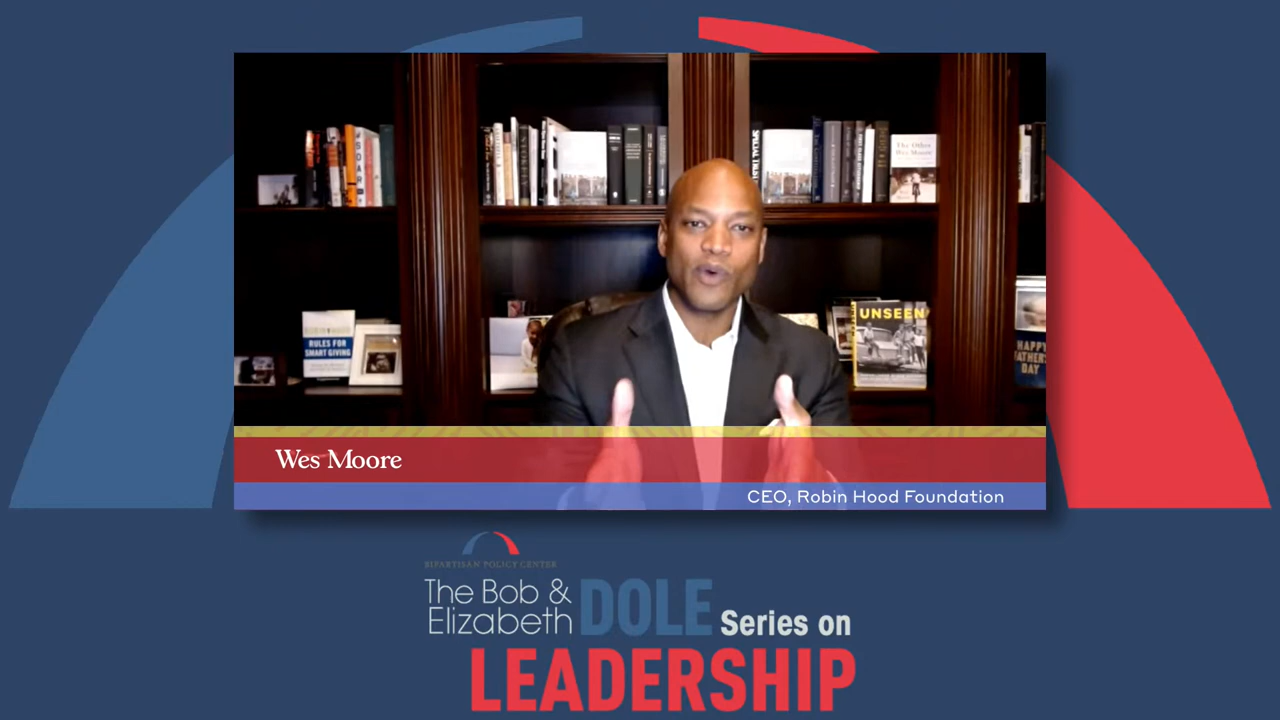 SOAR
The Other
Wes Moore
UNSEEN
RULES FOR
SMART GIVING
HAPPY
FATHER'S
DAY
Wes Moore
CEO, Robin Hood Foundation
BIPARTISAN POLICY CENTER
The Bob &
Elizabeth DOLE Series on
LEADERSHIP